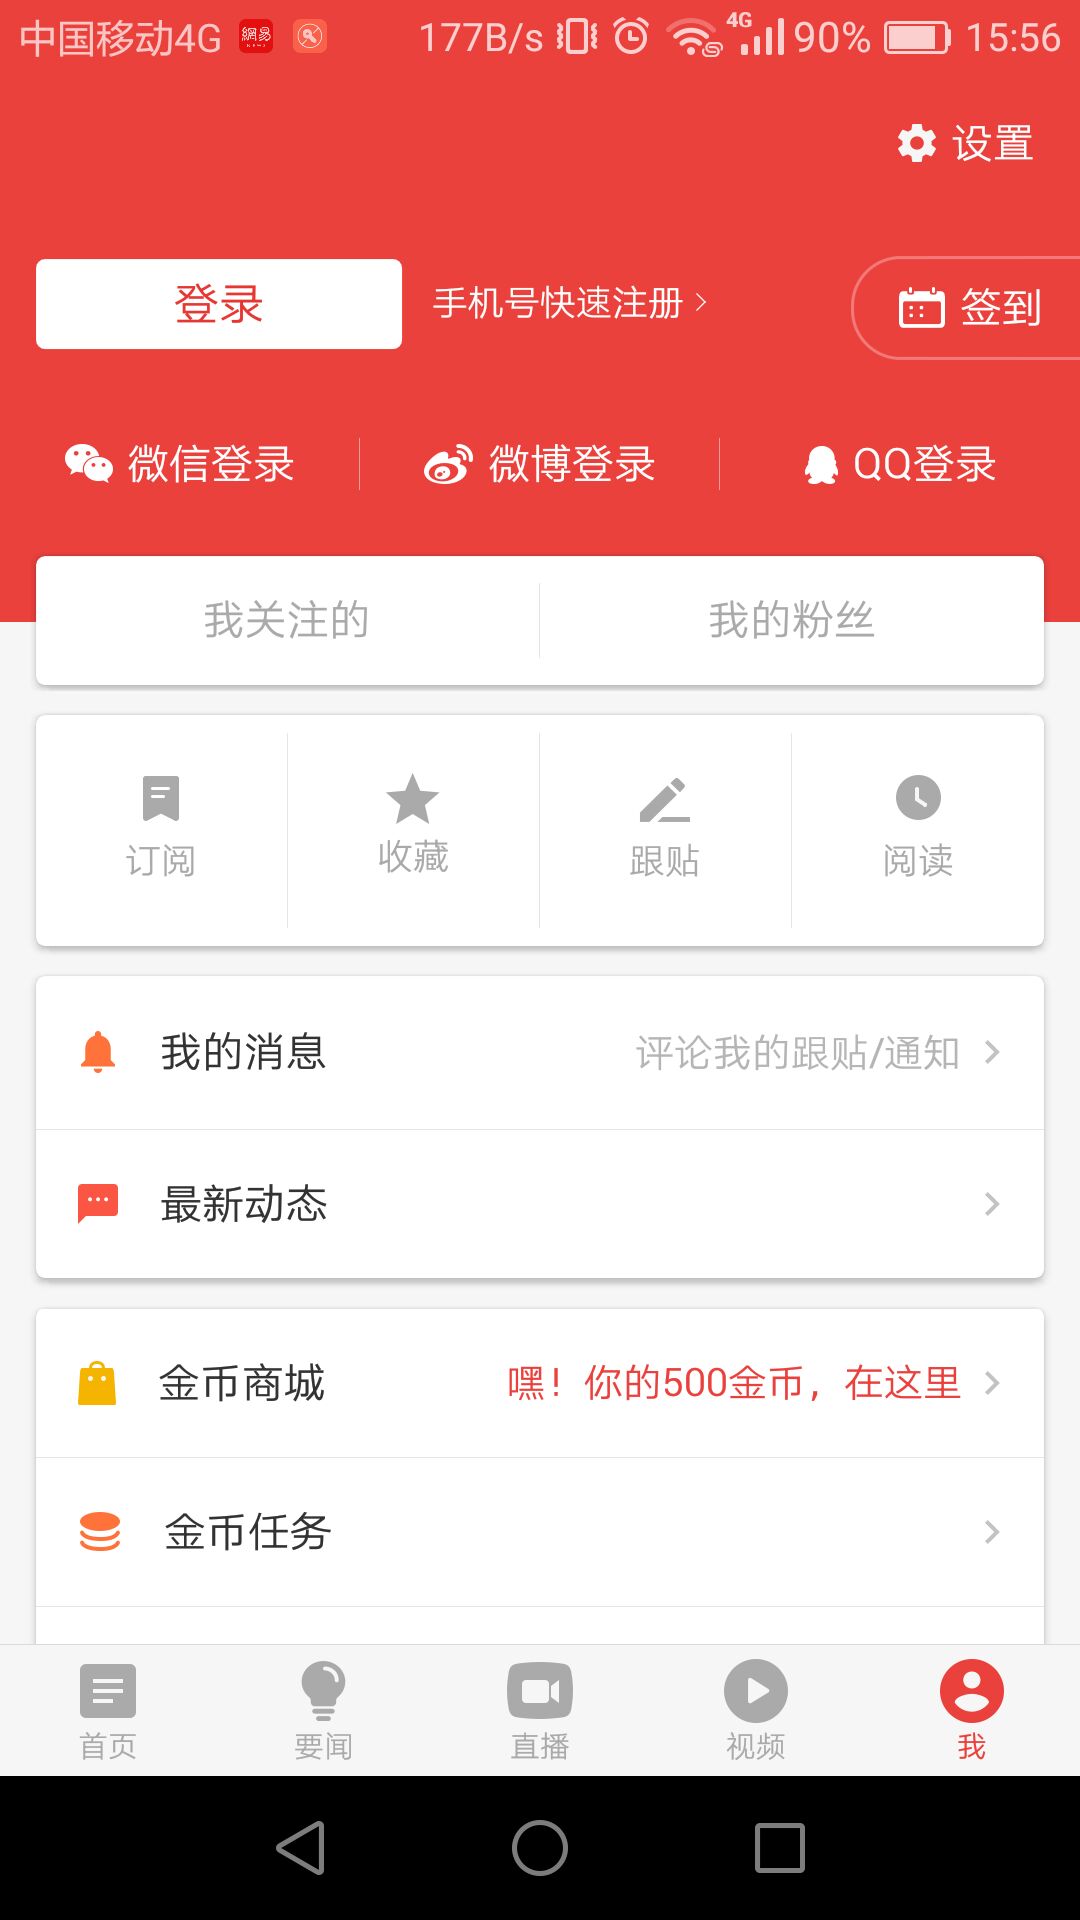 中国移动4G 網易 NEWS 177B/s 4G 90% 15:56
设置
登录 手机号快速注册 签到
微信登录 微博登录 QQ登录
我关注的 我的粉丝
订阅 收藏 跟贴 阅读
我的消息 评论我的跟贴/通知
最新动态
金币商城 嘿！你的500金币，在这里
金币任务
首页 要闻 直播 视频 我